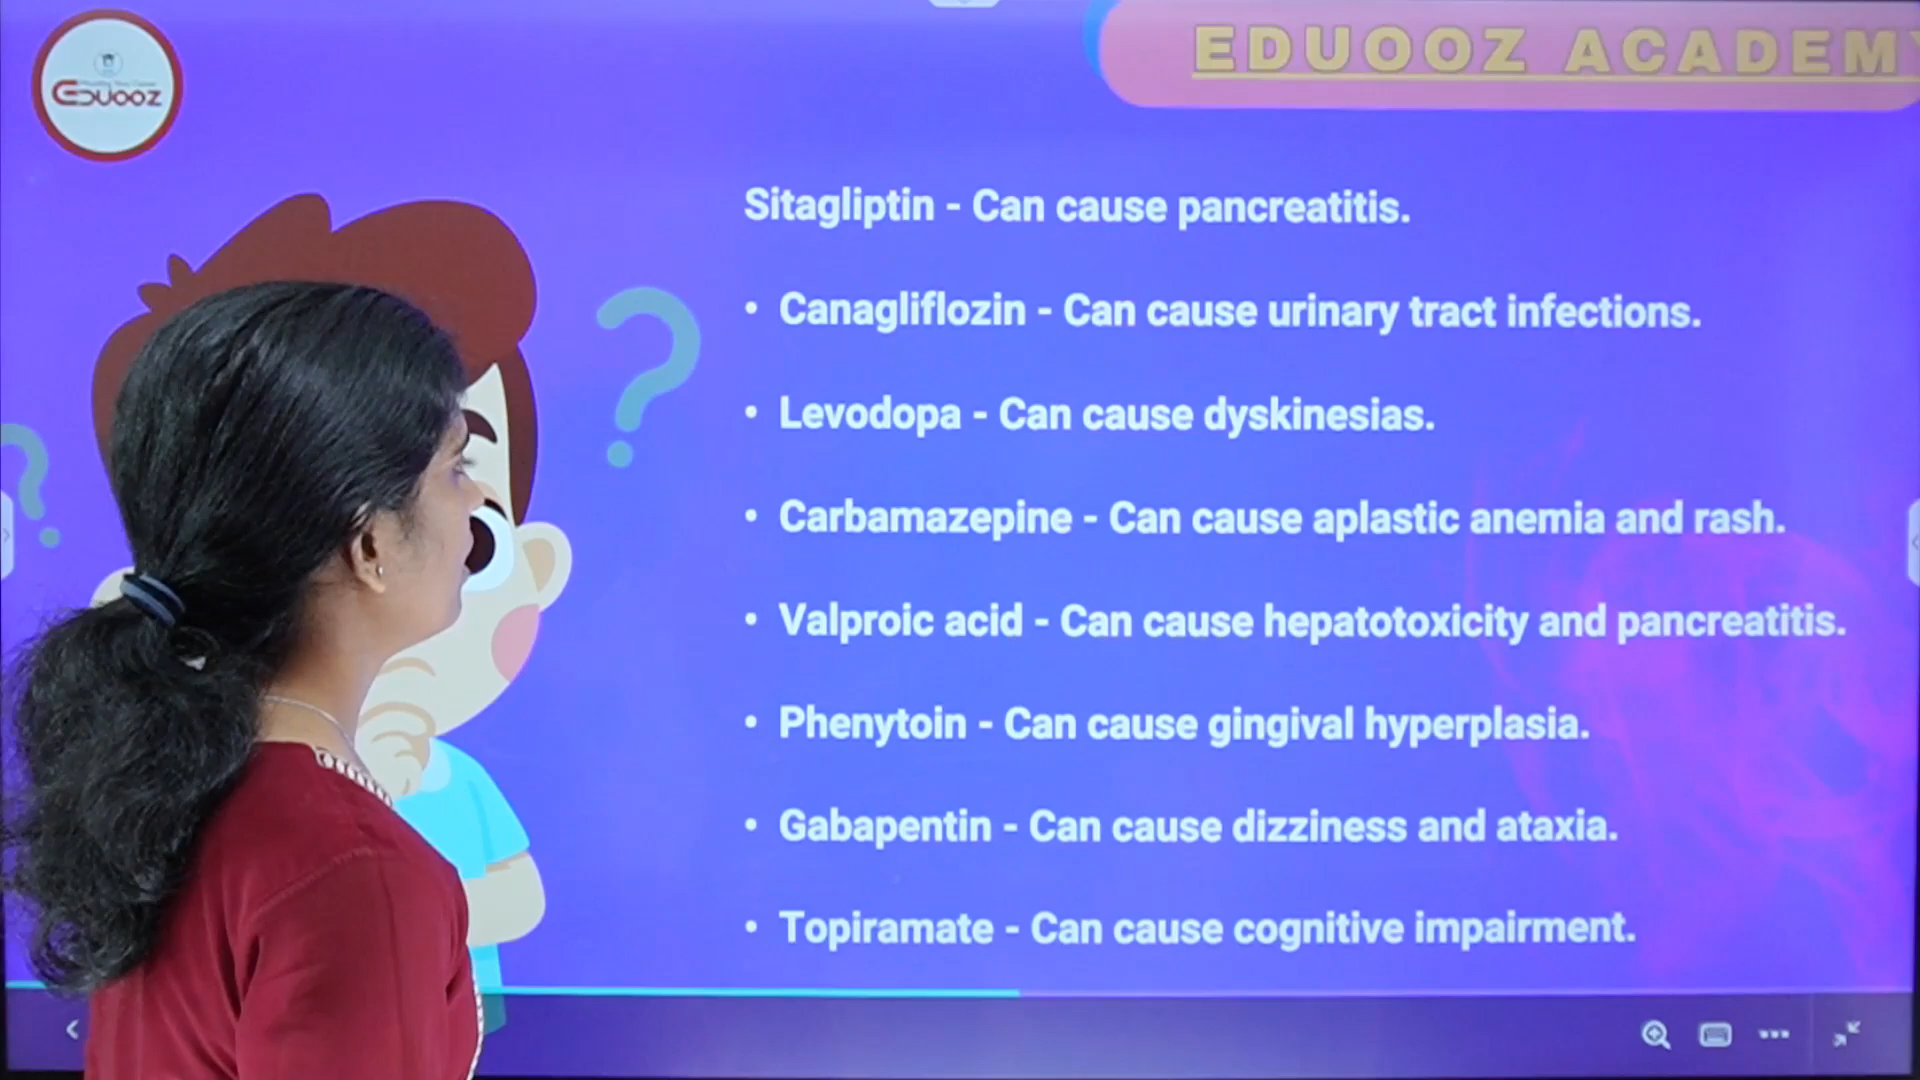 EDUOOZ
EDUOOZ ACADEMY
Sitagliptin - Can cause pancreatitis.
• Canagliflozin - Can cause urinary tract infections.
• Levodopa - Can cause dyskinesias.
• Carbamazepine - Can cause aplastic anemia and rash.
• Valproic acid - Can cause hepatotoxicity and pancreatitis.
• Phenytoin - Can cause gingival hyperplasia.
• Gabapentin - Can cause dizziness and ataxia.
• Topiramate - Can cause cognitive impairment.